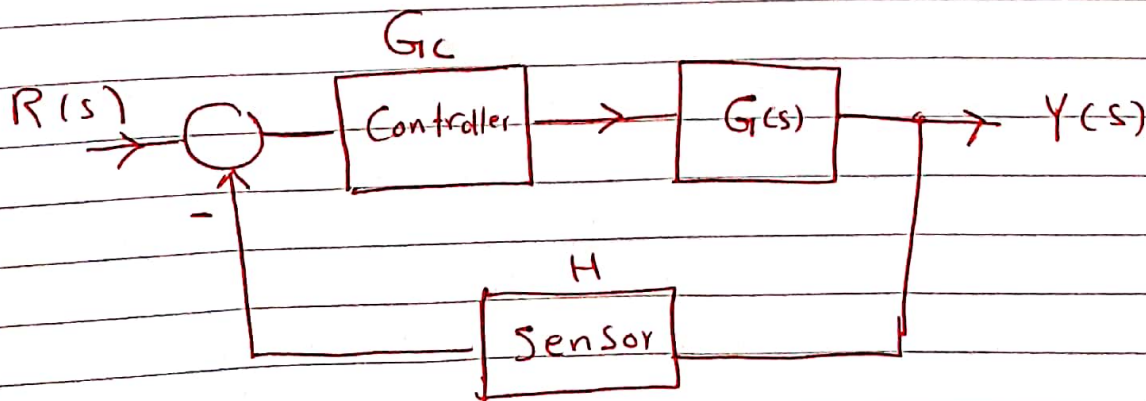 Gc
R(s)
Controller
G(s)
Y(s)
-
H
Sensor